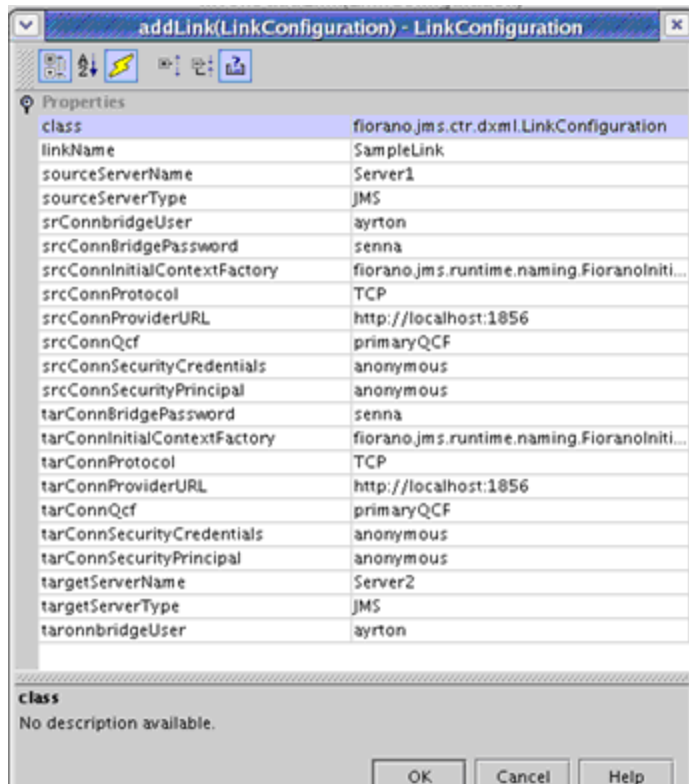 addLink(LinkConfiguration) - LinkConfiguration
Properties
class fiorano.jms.ctr.dxml.LinkConfiguration
linkName SampleLink
sourceServerName Server1
sourceServerType JMS
srConnbridgeUser ayrton
srcConnBridgePassword senna
srcConnInitialContextFactory fiorano.jms.runtime.naming.FioranoIniti...
srcConnProtocol TCP
srcConnProviderURL http://localhost:1856
srcConnQcf primaryQCF
srcConnSecurityCredentials anonymous
srcConnSecurityPrincipal anonymous
tarConnBridgePassword senna
tarConnInitialContextFactory fiorano.jms.runtime.naming.FioranoIniti...
tarConnProtocol TCP
tarConnProviderURL http://localhost:1856
tarConnQcf primaryQCF
tarConnSecurityCredentials anonymous
tarConnSecurityPrincipal anonymous
targetServerName Server2
targetServerType JMS
taronnbridgeUser ayrton
class
No description available.
OK Cancel Help